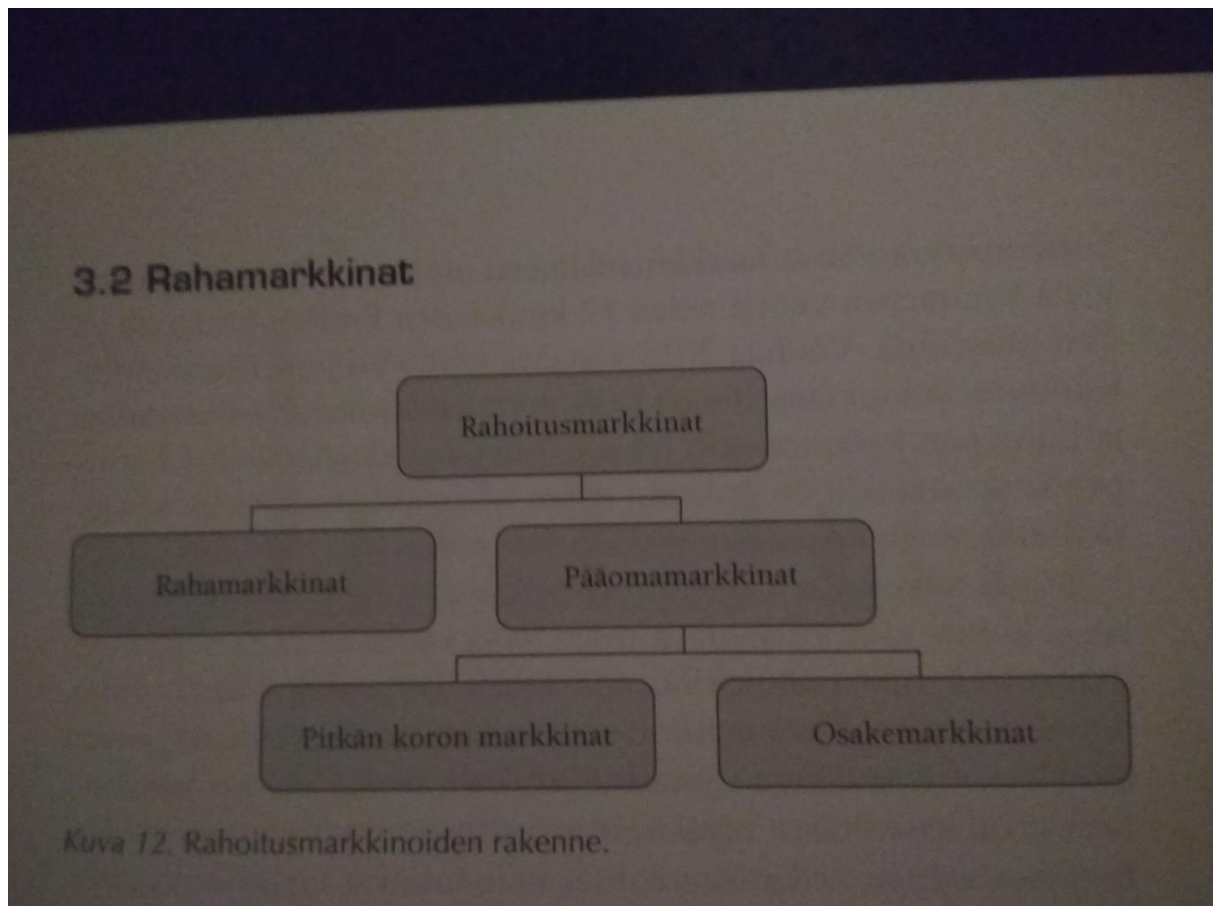 3.2 Rahamarkkinat
Rahoitusmarkkinat
Rahamarkkinat
Pääomamarkkinat
Pitkän koron markkinat
Osakemarkkinat
Kuva 12. Rahoitusmarkkinoiden rakenne.